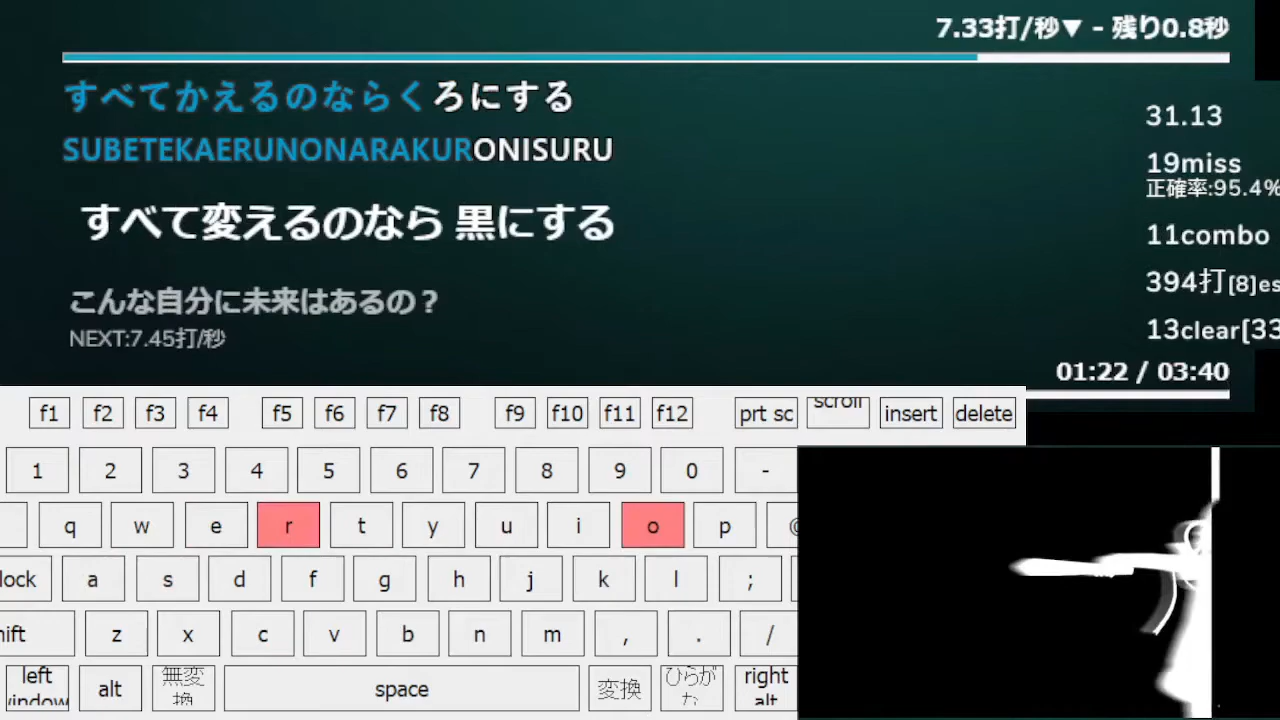 7.33打/秒▼ - 残り0.8秒
すべてかえるのならくろにする
SUBETEKAERUNONARAKURONISURU
すべて変えるのなら 黒にする
こんな自分に未来はあるの？
NEXT:7.45打/秒
31.13
19miss
正確率:95.4%
11combo
394打[8]es
13clear[33
01:22 / 03:40
f1 f2 f3 f4 f5 f6 f7 f8 f9 f10 f11 f12 prt sc scroll insert delete
1 2 3 4 5 6 7 8 9 0 -
q w e r t y u i o p @
lock a s d f g h j k l ;
hift z x c v b n m , . /
left window alt 無変換 space 変換 ひらがな right alt